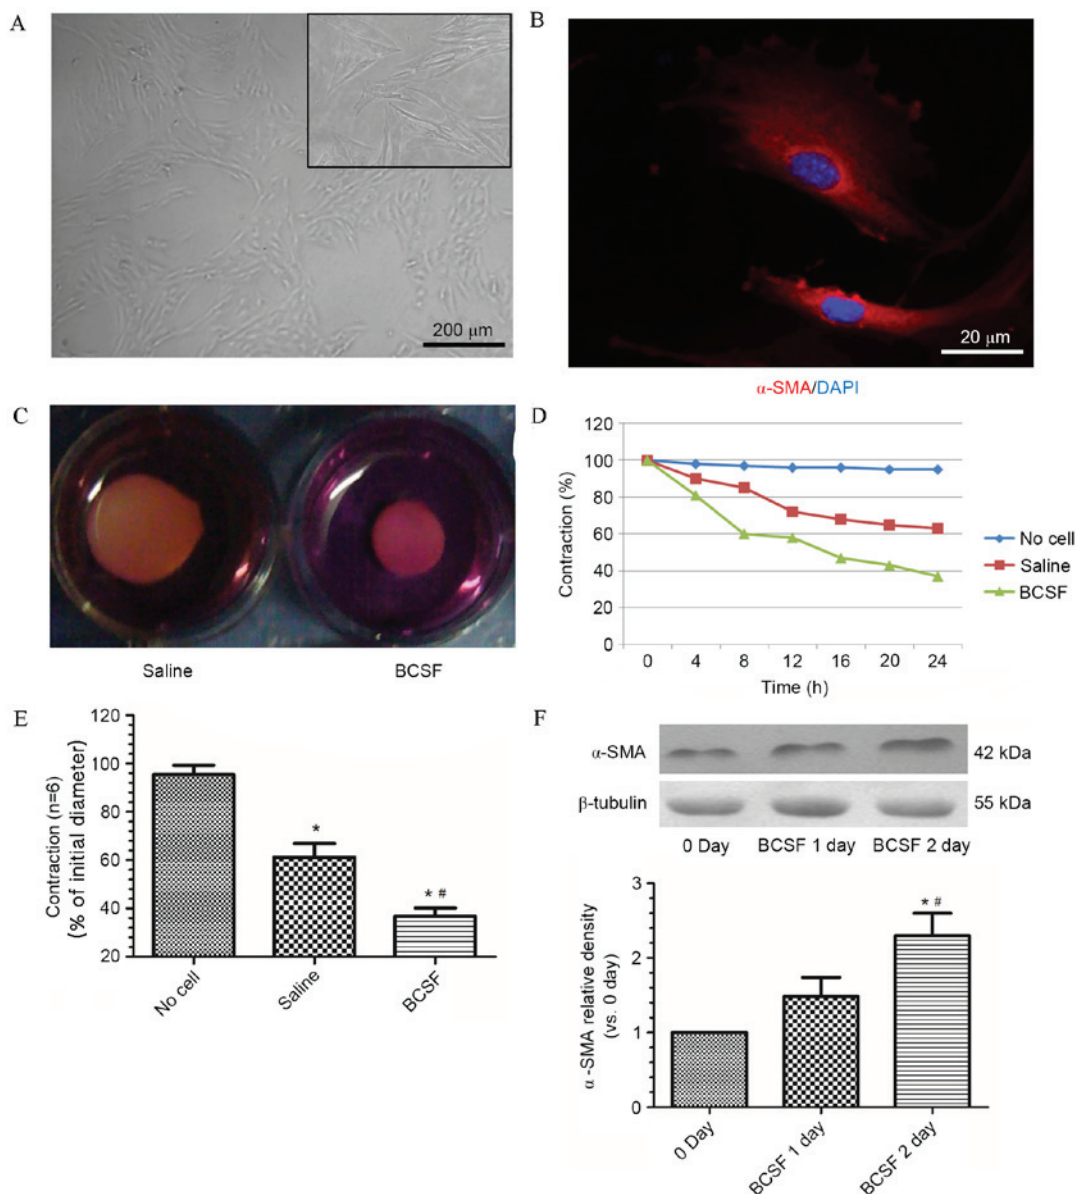 A
200 μm
B
20 μm
α-SMA/DAPI
C
Saline
BCSF
D
120
100
80
60
40
20
0
Contraction (%)
0 4 8 12 16 20 24
Time (h)
No cell
Saline
BCSF
E
120
100
80
60
40
20
Contraction (n=6)
(% of initial diameter)
*
* #
No cell
Saline
BCSF
F
α-SMA
42 kDa
β-tubulin
55 kDa
0 Day BCSF 1 day BCSF 2 day
3
2
1
0
α-SMA relative density
(vs. 0 day)
* #
0 Day
BCSF 1 day
BCSF 2 day